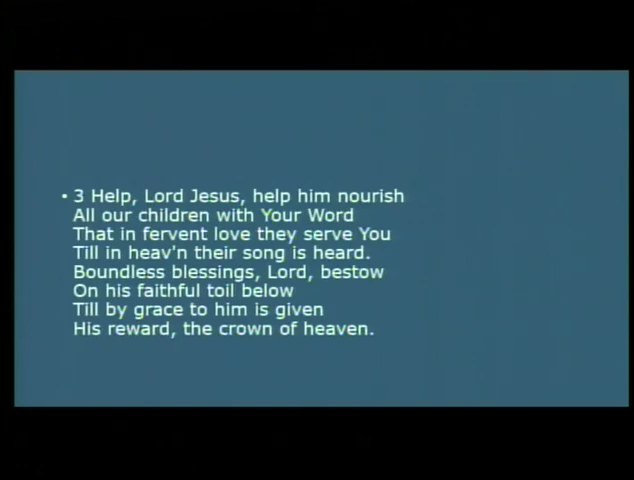 • 3 Help, Lord Jesus, help him nourish
All our children with Your Word
That in fervent love they serve You
Till in heav'n their song is heard.
Boundless blessings, Lord, bestow
On his faithful toil below
Till by grace to him is given
His reward, the crown of heaven.